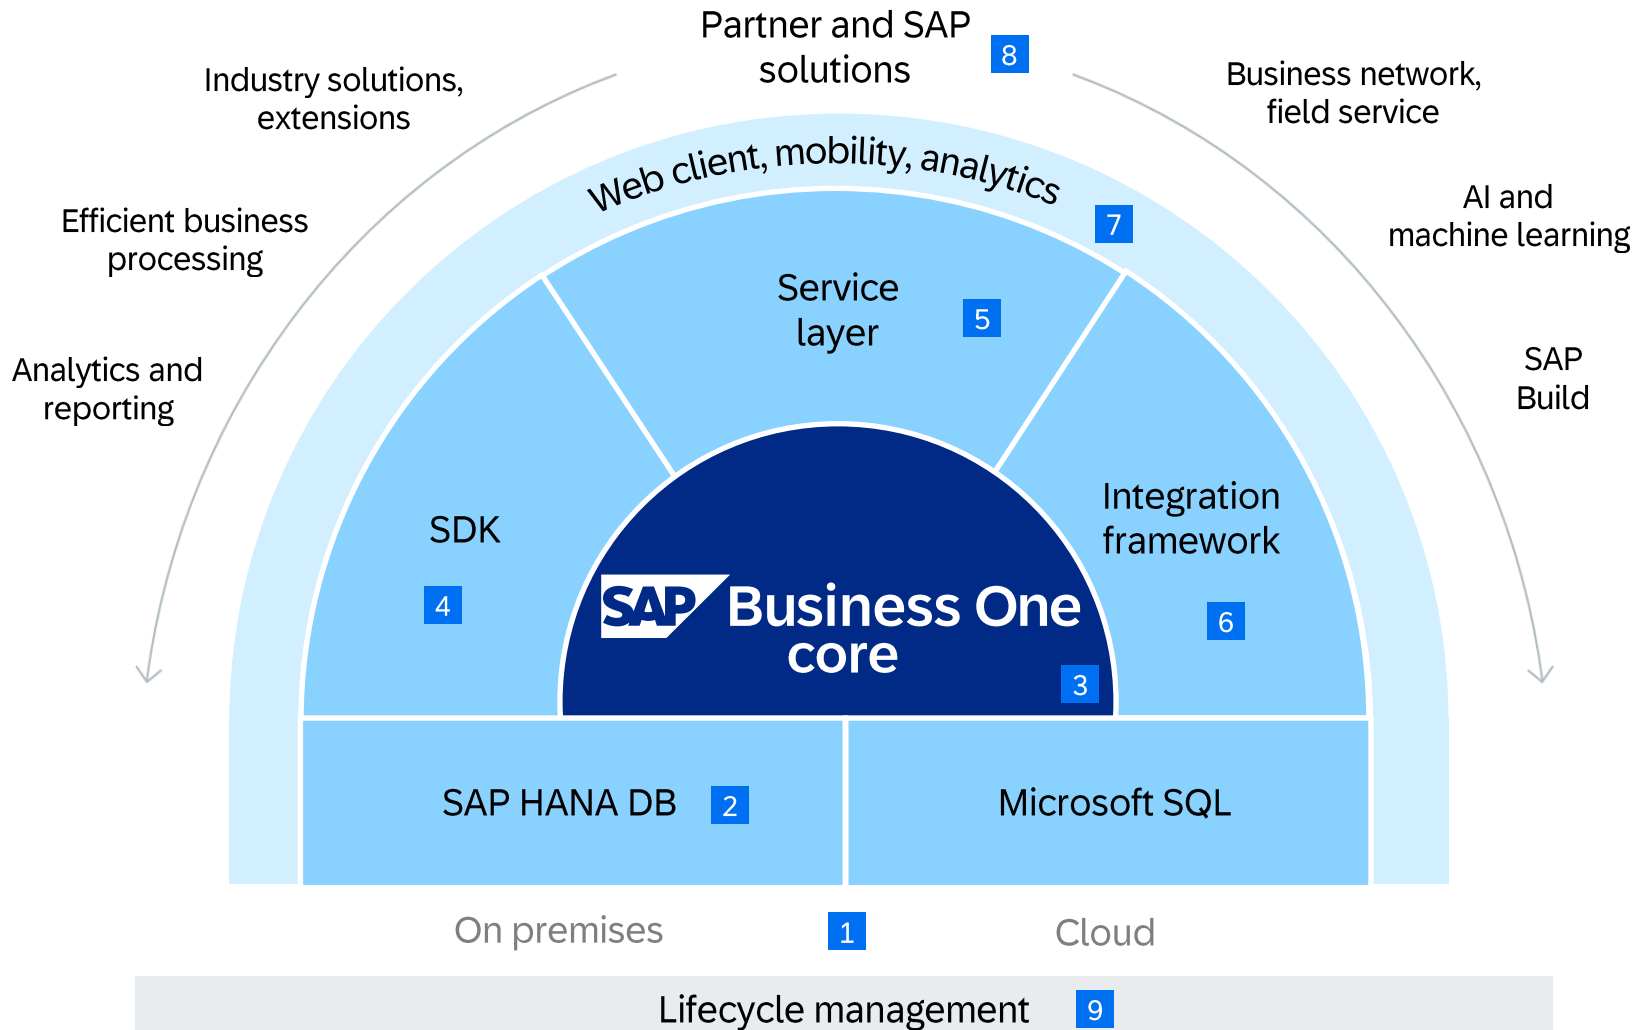 Partner and SAP
solutions
8
Industry solutions,
extensions
Business network,
field service
Web client, mobility, analytics
7
Efficient business
processing
AI and
machine learning
Service
layer
5
Analytics and
reporting
SAP
Build
SDK
4
Integration
framework
6
SAP Business One
core
3
SAP HANA DB 2
Microsoft SQL
On premises
1
Cloud
Lifecycle management 9